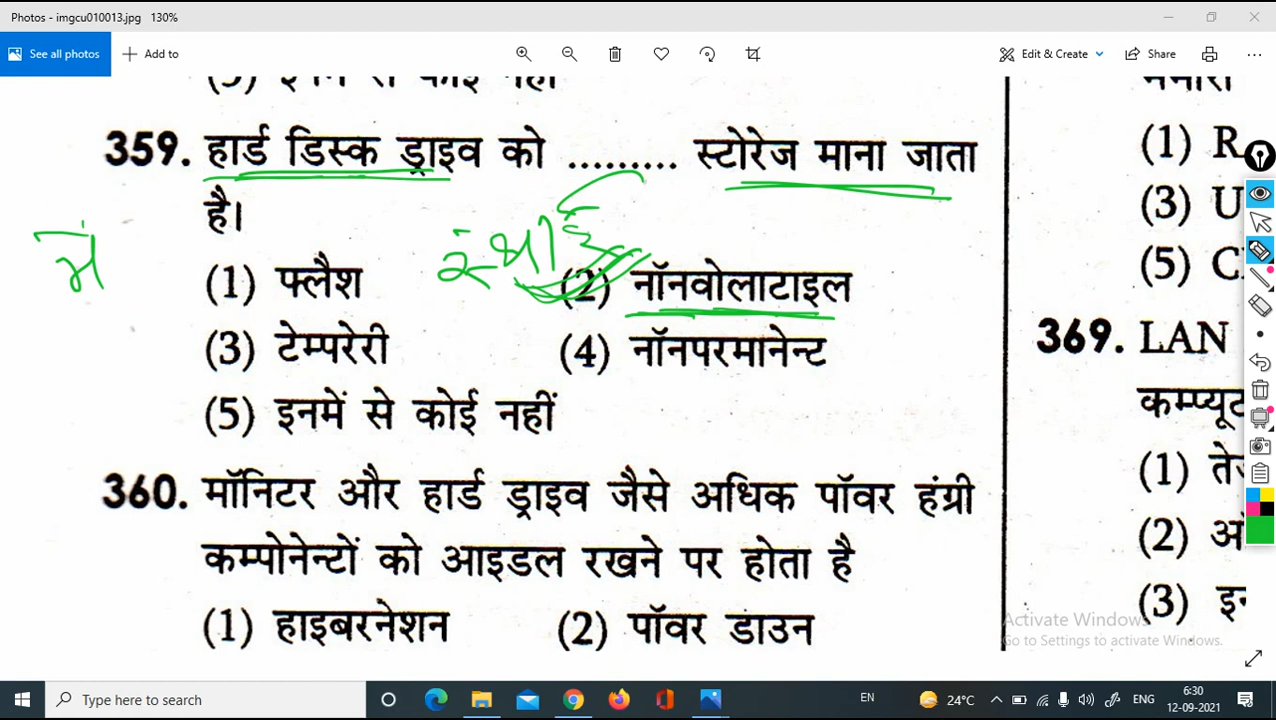 Photos - imgcu010013.jpg 130%
See all photos
Add to
Edit & Create
Share
359. हार्ड डिस्क ड्राइव को ......... स्टोरेज माना जाता
है।
स्थाई
में
(1) फ्लैश (2) नॉनवोलाटाइल
(3) टेम्परेरी (4) नॉनपरमानेन्ट
(5) इनमें से कोई नहीं
360. मॉनिटर और हार्ड ड्राइव जैसे अधिक पॉवर हंग्री
कम्पोनेन्टों को आइडल रखने पर होता है
(1) हाइबरनेशन (2) पॉवर डाउन
(1) R
(3) U
(5) C
369. LAN
कम्प्यूट
(1)
(2)
(3)
Activate Windows
Go to Settings to activate Windows.
Type here to search
EN
24°C
ENG
6:30
12-09-2021